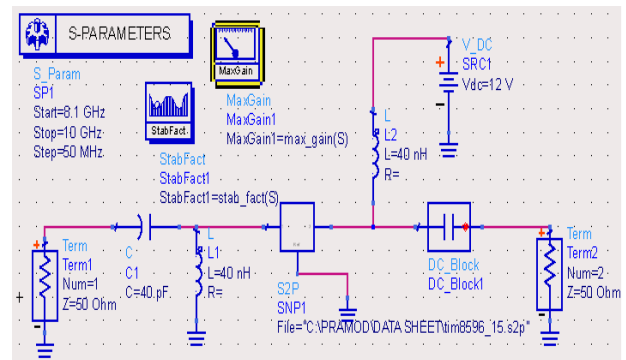 S-PARAMETERS
S_Param
SP1
Start=8.1 GHz
Stop=10 GHz
Step=50 MHz
MaxGain
MaxGain
MaxGain1
MaxGain1=max_gain(S)
StabFact
StabFact
StabFact1
StabFact1=stab_fact(S)
V_DC
SRC1
Vdc=12 V
+
-
L
L2
L=40 nH
R=
+
Term
Term1
Num=1
Z=50 Ohm
-
+
C
C1
C=40.pF
L
L1
L=40 nH
R=
S2P
SNP1
File="C:\PRAMOD\DATA SHEET\tim8596_15.s2p"
DC_Block
DC_Block1
+
Term
Term2
Num=2
Z=50 Ohm
-